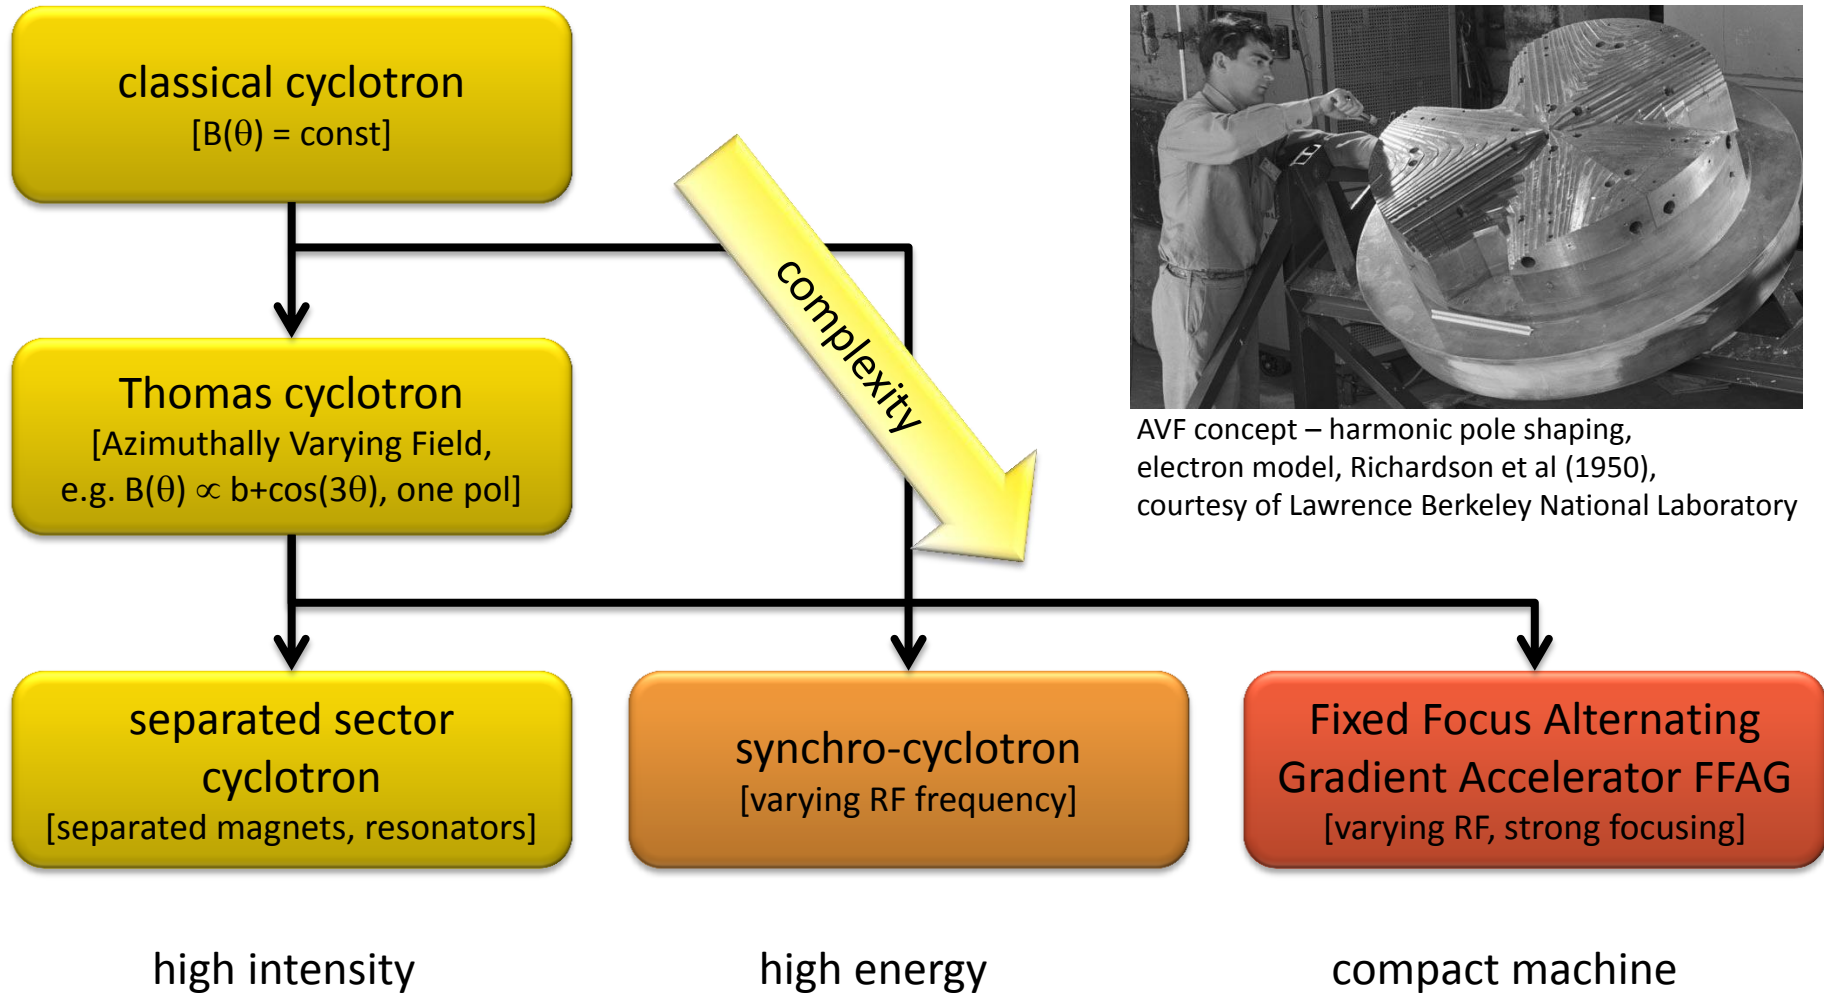 classical cyclotron
[B(θ) = const]
complexity
Thomas cyclotron
[Azimuthally Varying Field,
e.g. B(θ) ∝ b+cos(3θ), one pol]
AVF concept – harmonic pole shaping,
electron model, Richardson et al (1950),
courtesy of Lawrence Berkeley National Laboratory
separated sector
cyclotron
[separated magnets, resonators]
synchro-cyclotron
[varying RF frequency]
Fixed Focus Alternating
Gradient Accelerator FFAG
[varying RF, strong focusing]
high intensity
high energy
compact machine